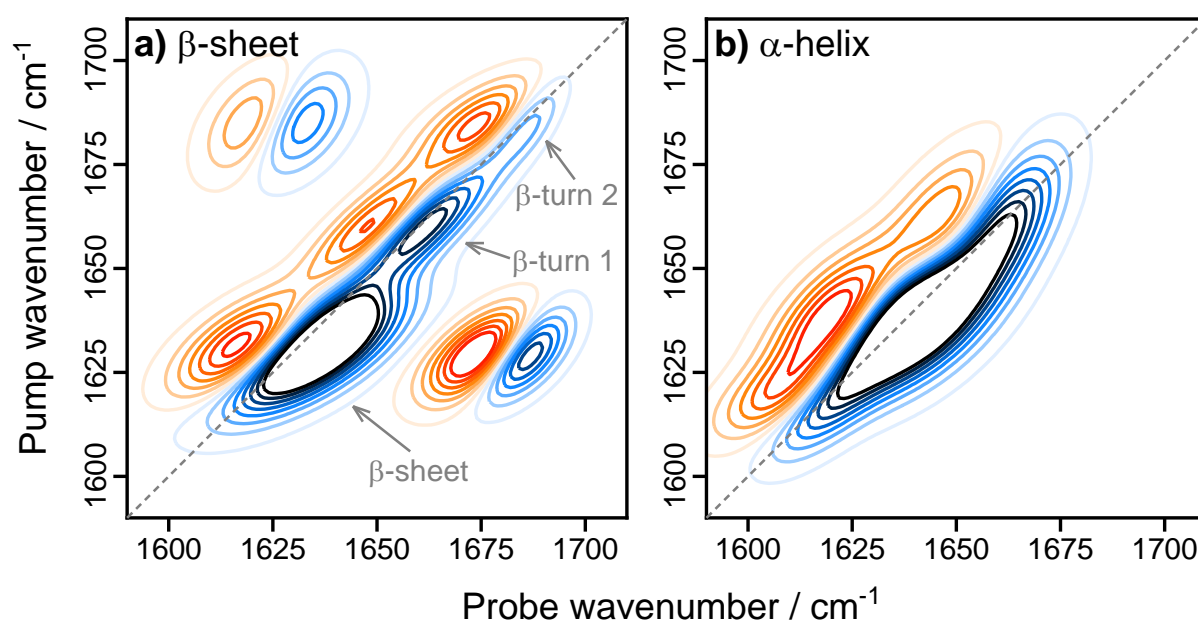 a) β-sheet
b) α-helix
Pump wavenumber / cm-1
1700
1675
1650
1625
1600
1700
1675
1650
1625
1600
β-turn 2
β-turn 1
β-sheet
1600 1625 1650 1675 1700
1600 1625 1650 1675 1700
Probe wavenumber / cm-1